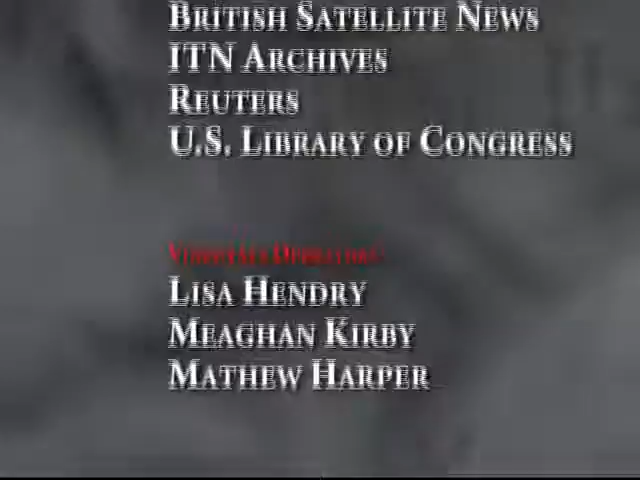 BRITISH SATELLITE NEWS
ITN ARCHIVES
REUTERS
U.S. LIBRARY OF CONGRESS
LISA HENDRY
MEAGHAN KIRBY
MATHEW HARPER